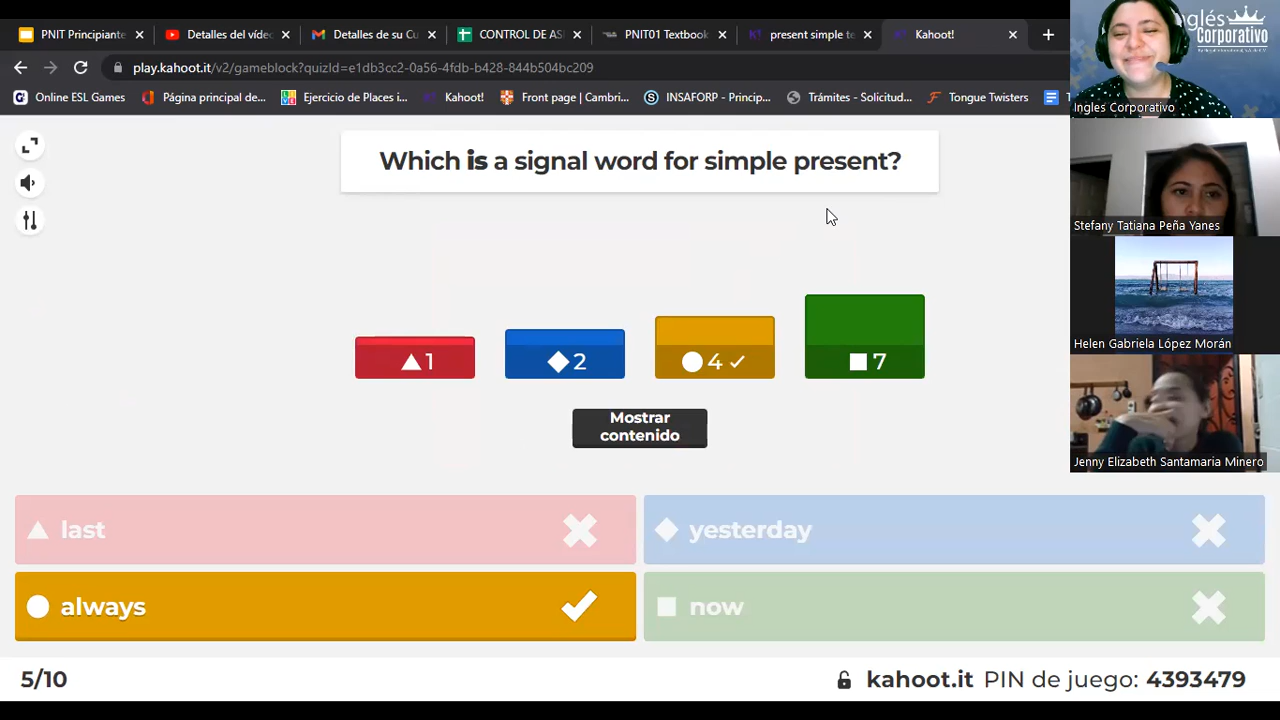 PNIT Principiante
Detalles del víde
Detalles de su Cu
CONTROL DE AS
PNIT01 Textbook
present simple te
Kahoot!
play.kahoot.it/v2/gameblock?quizId=e1db3cc2-0a56-4fdb-b428-844b504bc209
Online ESL Games
Página principal de...
Ejercicio de Places i...
Kahoot!
Front page | Cambri...
INSAFORP - Princip...
Trámites - Solicitud...
Tongue Twisters
Inglés
Corporativo
Ingles Corporativo
Stefany Tatiana Peña Yanes
Helen Gabriela López Morán
Jenny Elizabeth Santamaria Minero
Which is a signal word for simple present?
1
2
4
7
Mostrar
contenido
last
yesterday
always
now
5/10
kahoot.it PIN de juego: 4393479